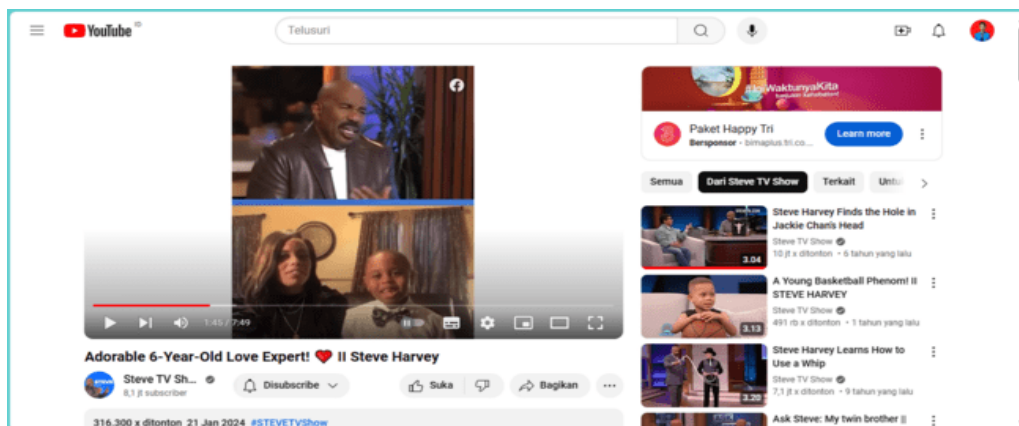 YouTube ID
Telusuri
#IniWaktunyaKita
Paket Happy Tri
Bersponsor · bimaplus.tri.co...
Learn more
Semua
Dari Steve TV Show
Terkait
Untu
Steve Harvey Finds the Hole in
Jackie Chan's Head
Steve TV Show
10 jt x ditonton • 6 tahun yang lalu
3.04
A Young Basketball Phenom! II
STEVE HARVEY
Steve TV Show
491 rb x ditonton • 1 tahun yang lalu
3.13
Steve Harvey Learns How to
Use a Whip
Steve TV Show
7,1 jt x ditonton • 9 tahun yang lalu
3.20
Ask Steve: My twin brother ||
1:45 / 7:49
Adorable 6-Year-Old Love Expert! ❤️ II Steve Harvey
STEVE
Steve TV Sh...
8,1 jt subscriber
Disubscribe
Suka
Bagikan
316.300 x ditonton 21 Jan 2024 #STEVETVShow